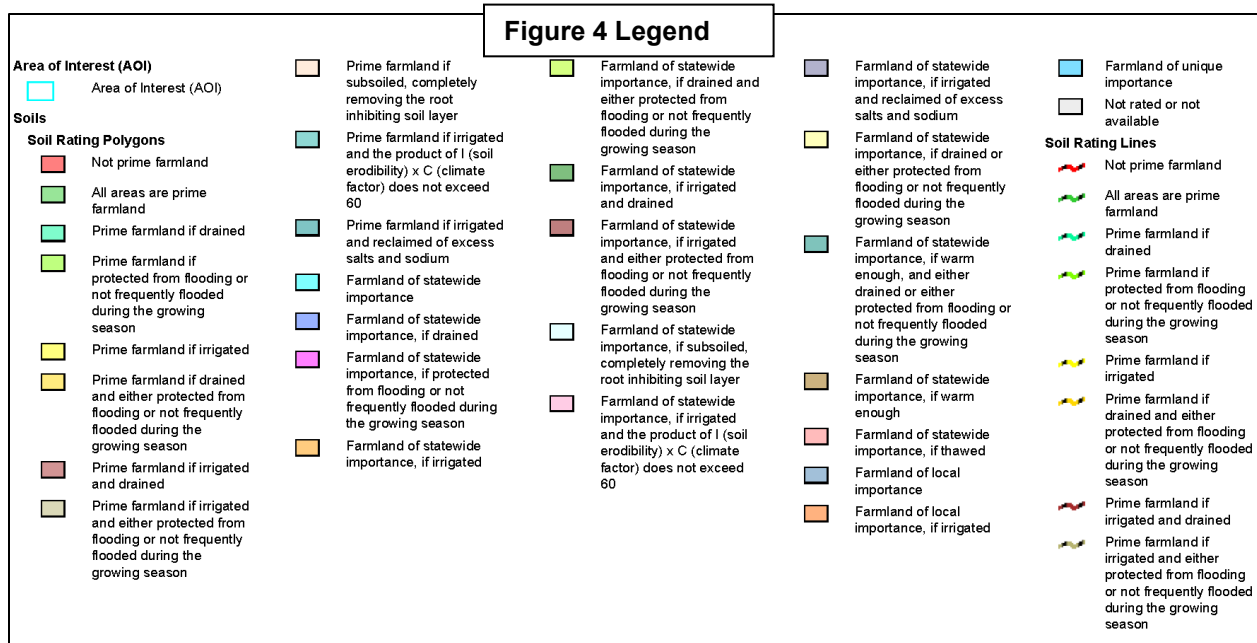 Figure 4 Legend
Area of Interest (AOI)
Area of Interest (AOI)
Soils
Soil Rating Polygons
Not prime farmland
All areas are prime
farmland
Prime farmland if drained
Prime farmland if
protected from flooding or
not frequently flooded
during the growing
season
Prime farmland if irrigated
Prime farmland if drained
and either protected from
flooding or not frequently
flooded during the
growing season
Prime farmland if irrigated
and drained
Prime farmland if irrigated
and either protected from
flooding or not frequently
flooded during the
growing season
Prime farmland if
subsoiled, completely
removing the root
inhibiting soil layer
Prime farmland if irrigated
and the product of I (soil
erodibility) x C (climate
factor) does not exceed
60
Prime farmland if irrigated
and reclaimed of excess
salts and sodium
Farmland of statewide
importance
Farmland of statewide
importance, if drained
Farmland of statewide
importance, if protected
from flooding or not
frequently flooded during
the growing season
Farmland of statewide
importance, if irrigated
Farmland of statewide
importance, if drained and
either protected from
flooding or not frequently
flooded during the
growing season
Farmland of statewide
importance, if irrigated
and drained
Farmland of statewide
importance, if irrigated
and either protected from
flooding or not frequently
flooded during the
growing season
Farmland of statewide
importance, if subsoiled,
completely removing the
root inhibiting soil layer
Farmland of statewide
importance, if irrigated
and the product of I (soil
erodibility) x C (climate
factor) does not exceed
60
Farmland of statewide
importance, if irrigated
and reclaimed of excess
salts and sodium
Farmland of statewide
importance, if drained or
either protected from
flooding or not frequently
flooded during the
growing season
Farmland of statewide
importance, if warm
enough, and either
drained or either
protected from flooding or
not frequently flooded
during the growing
season
Farmland of statewide
importance, if warm
enough
Farmland of statewide
importance, if thawed
Farmland of local
importance
Farmland of local
importance, if irrigated
Farmland of unique
importance
Not rated or not
available
Soil Rating Lines
Not prime farmland
All areas are prime
farmland
Prime farmland if
drained
Prime farmland if
protected from flooding
or not frequently flooded
during the growing
season
Prime farmland if
irrigated
Prime farmland if
drained and either
protected from flooding
or not frequently flooded
during the growing
season
Prime farmland if
irrigated and drained
Prime farmland if
irrigated and either
protected from flooding
or not frequently flooded
during the growing
season